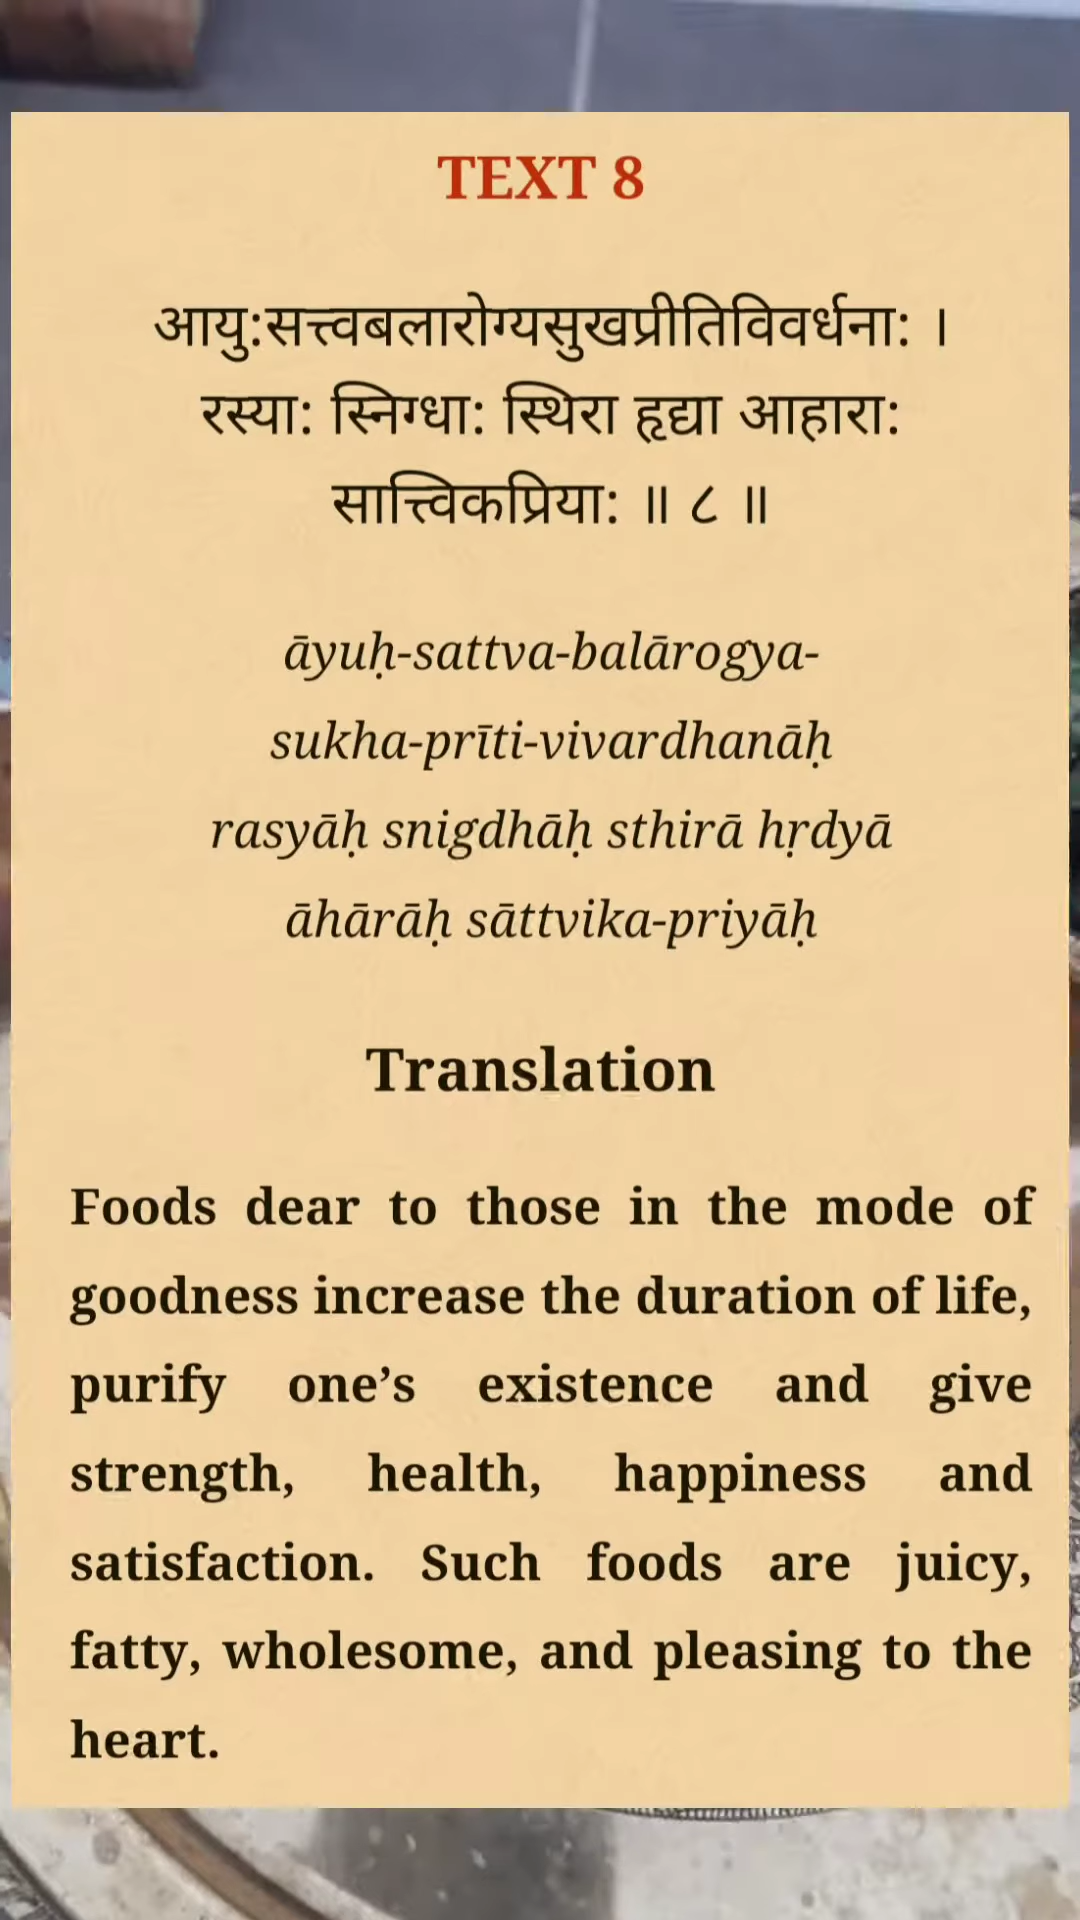 TEXT 8
आयु:सत्त्वबलारोग्यसुखप्रीतिविवर्धना: ।
रस्या: स्निग्धा: स्थिरा हृद्या आहारा:
सात्त्विकप्रिया: ॥ ८ ॥
āyuḥ-sattva-balārogya-
sukha-prīti-vivardhanāḥ
rasyāḥ snigdhāḥ sthirā hṛdyā
āhārāḥ sāttvika-priyāḥ
Translation
Foods dear to those in the mode of
goodness increase the duration of life,
purify one’s existence and give
strength, health, happiness and
satisfaction. Such foods are juicy,
fatty, wholesome, and pleasing to the
heart.